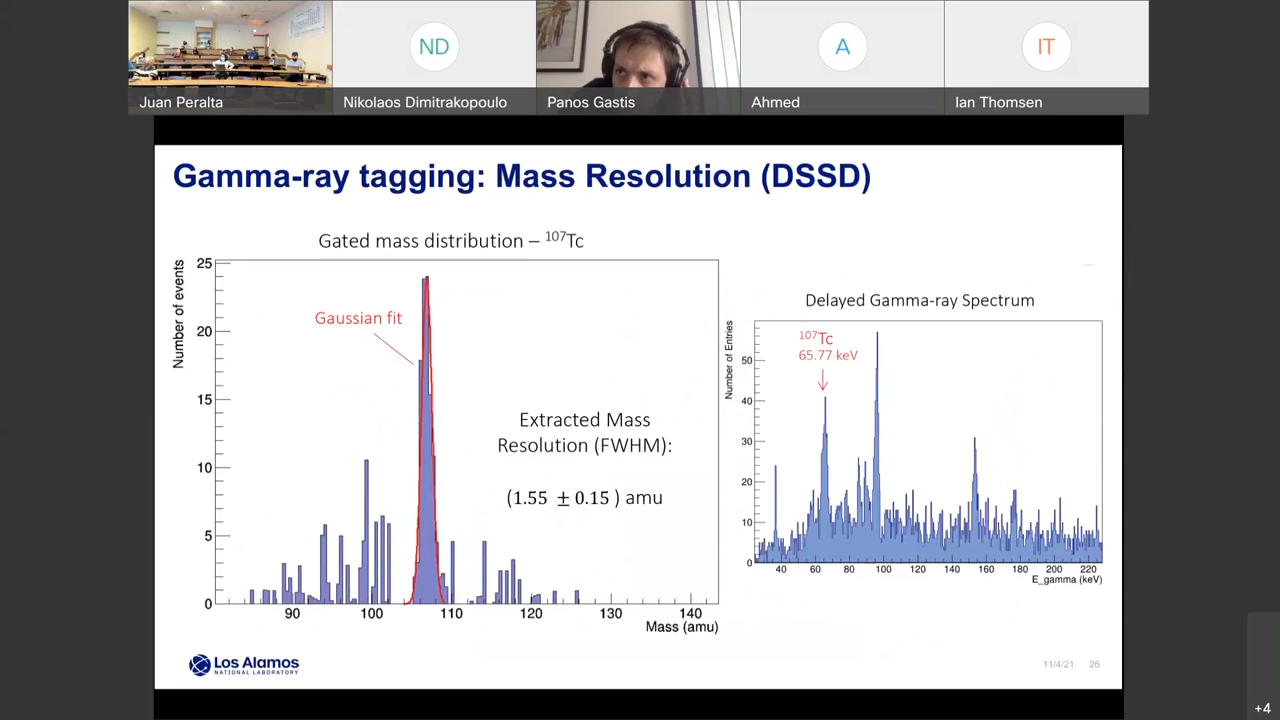 ND
A
IT
Juan Peralta
Nikolaos Dimitrakopoulo
Panos Gastis
Ahmed
Ian Thomsen
Gamma-ray tagging: Mass Resolution (DSSD)
Gated mass distribution – ¹⁰⁷Tc
Number of events
25
20
15
10
5
0
Gaussian fit
Extracted Mass
Resolution (FWHM):
(1.55 ± 0.15 ) amu
90 100 110 120 130 140
Mass (amu)
Delayed Gamma-ray Spectrum
Number of Entries
¹⁰⁷Tc
65.77 keV
50
40
30
20
10
0
40 60 80 100 120 140 160 180 200 220
E_gamma (keV)
Los Alamos
NATIONAL LABORATORY
11/4/21 26
+4